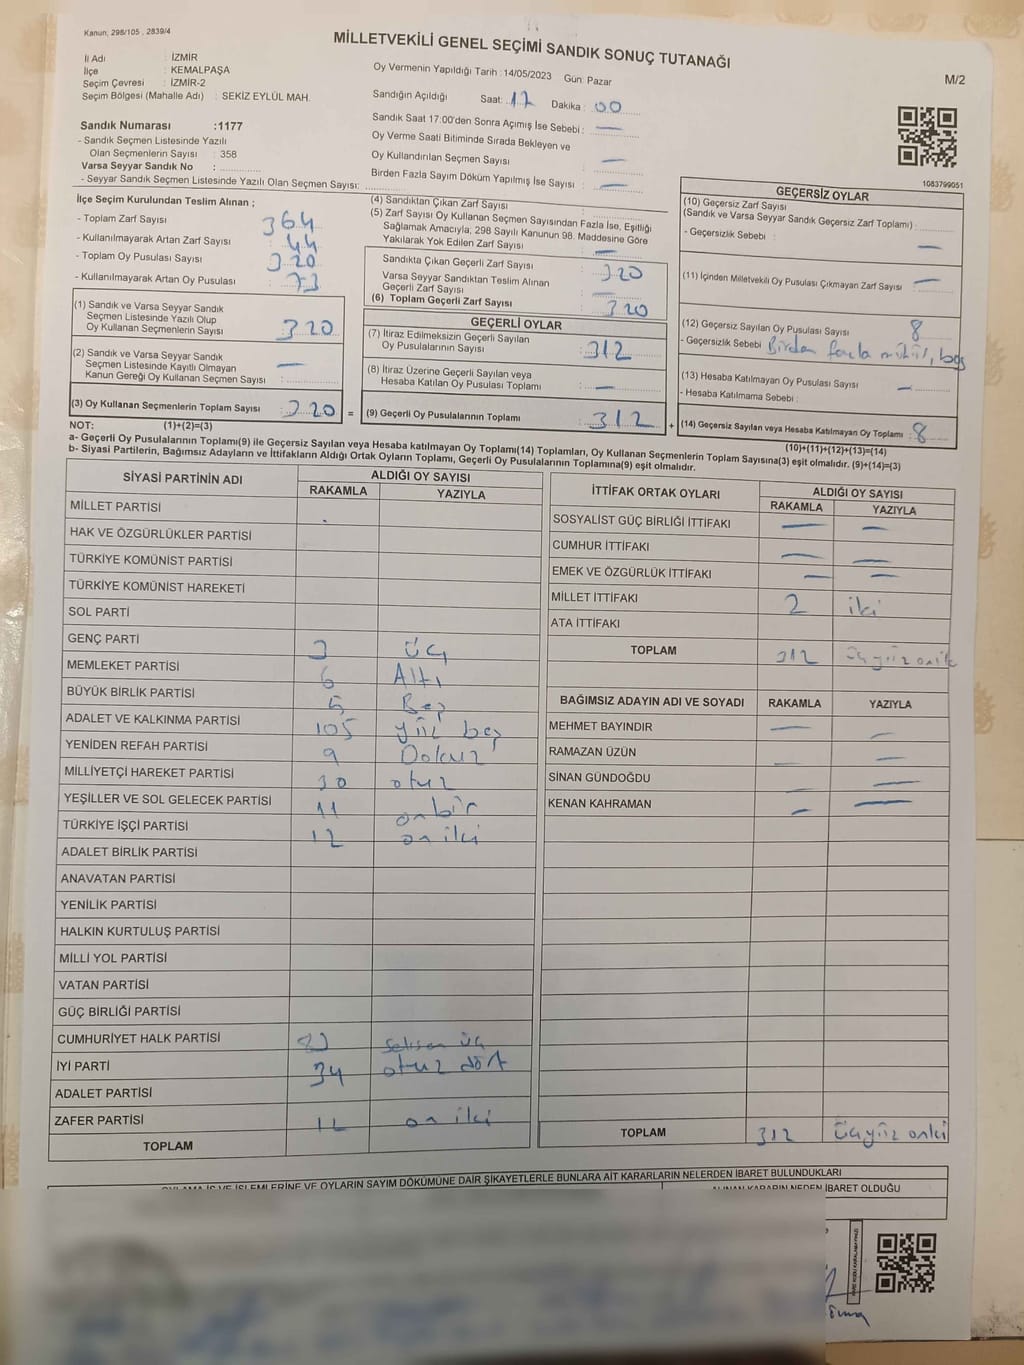 Kanun, 298/105 , 2839/4
MİLLETVEKİLİ GENEL SEÇİMİ SANDIK SONUÇ TUTANAĞI
M/2
İl Adı : İZMİR
İlçe : KEMALPAŞA
Seçim Çevresi : İZMİR-2
Seçim Bölgesi (Mahalle Adı) : SEKİZ EYLÜL MAH.
Sandık Numarası :1177
- Sandık Seçmen Listesinde Yazılı
Olan Seçmenlerin Sayısı : 358
Varsa Seyyar Sandık No :
- Seyyar Sandık Seçmen Listesinde Yazılı Olan Seçmen Sayısı:
Oy Vermenin Yapıldığı Tarih : 14/05/2023 Gün: Pazar
Sandığın Açıldığı Saat: 17 Dakika : 00
Sandık Saat 17:00'den Sonra Açımış İse Sebebi : —
Oy Verme Saati Bitiminde Sırada Bekleyen ve
Oy Kullandırılan Seçmen Sayısı : —
Birden Fazla Sayım Döküm Yapılmış İse Sayısı : —
1083799051
İlçe Seçim Kurulundan Teslim Alınan ;
- Toplam Zarf Sayısı : 364
- Kullanılmayarak Artan Zarf Sayısı : 44
- Toplam Oy Pusulası Sayısı : 320
- Kullanılmayarak Artan Oy Pusulası : 73
(1) Sandık ve Varsa Seyyar Sandık
Seçmen Listesinde Yazılı Olup
Oy Kullanan Seçmenlerin Sayısı : 320
(2) Sandık ve Varsa Seyyar Sandık
Seçmen Listesinde Kayıtlı Olmayan
Kanun Gereği Oy Kullanan Seçmen Sayısı : —
(3) Oy Kullanan Seçmenlerin Toplam Sayısı : 320 =
(4) Sandıktan Çıkan Zarf Sayısı :
(5) Zarf Sayısı Oy Kullanan Seçmen Sayısından Fazla İse, Eşitliği
Sağlamak Amacıyla; 298 Sayılı Kanunun 98. Maddesine Göre
Yakılarak Yok Edilen Zarf Sayısı : —
Sandıkta Çıkan Geçerli Zarf Sayısı : 320
Varsa Seyyar Sandıktan Teslim Alınan
Geçerli Zarf Sayısı : —
(6) Toplam Geçerli Zarf Sayısı : 320
GEÇERLİ OYLAR
(7) İtiraz Edilmeksizin Geçerli Sayılan
Oy Pusulalarının Sayısı : 312
(8) İtiraz Üzerine Geçerli Sayılan veya
Hesaba Katılan Oy Pusulası Toplamı : —
(9) Geçerli Oy Pusulalarının Toplamı : 312 +
GEÇERSİZ OYLAR
(10) Geçersiz Zarf Sayısı
(Sandık ve Varsa Seyyar Sandık Geçersiz Zarf Toplamı) :
- Geçersizlik Sebebi : —
(11) İçinden Milletvekili Oy Pusulası Çıkmayan Zarf Sayısı : —
(12) Geçersiz Sayılan Oy Pusulası Sayısı : 8
- Geçersizlik Sebebi : Birden fazla mühür, boş
(13) Hesaba Katılmayan Oy Pusulası Sayısı : —
- Hesaba Katılmama Sebebi :
(14) Geçersiz Sayılan veya Hesaba Katılmayan Oy Toplamı : 8
NOT: (1)+(2)=(3) (10)+(11)+(12)+(13)=(14)
a- Geçerli Oy Pusulalarının Toplamı(9) ile Geçersiz Sayılan veya Hesaba katılmayan Oy Toplamı(14) Toplamları, Oy Kullanan Seçmenlerin Toplam Sayısına(3) eşit olmalıdır. (9)+(14)=(3)
b- Siyasi Partilerin, Bağımsız Adayların ve İttifakların Aldığı Ortak Oyların Toplamı, Geçerli Oy Pusulalarının Toplamına(9) eşit olmalıdır.
SİYASİ PARTİNİN ADI ALDIĞI OY SAYISI
RAKAMLA YAZIYLA
MİLLET PARTİSİ
HAK VE ÖZGÜRLÜKLER PARTİSİ
TÜRKİYE KOMÜNİST PARTİSİ
TÜRKİYE KOMÜNİST HAREKETİ
SOL PARTİ
GENÇ PARTİ 3 üç
MEMLEKET PARTİSİ 6 Altı
BÜYÜK BİRLİK PARTİSİ 5 Beş
ADALET VE KALKINMA PARTİSİ 105 yüz beş
YENİDEN REFAH PARTİSİ 9 Dokuz
MİLLİYETÇİ HAREKET PARTİSİ 30 otuz
YEŞİLLER VE SOL GELECEK PARTİSİ 11 onbir
TÜRKİYE İŞÇİ PARTİSİ 12 on iki
ADALET BİRLİK PARTİSİ
ANAVATAN PARTİSİ
YENİLİK PARTİSİ
HALKIN KURTULUŞ PARTİSİ
MİLLİ YOL PARTİSİ
VATAN PARTİSİ
GÜÇ BİRLİĞİ PARTİSİ
CUMHURİYET HALK PARTİSİ 83 seksen üç
İYİ PARTİ 34 otuz dört
ADALET PARTİSİ
ZAFER PARTİSİ 12 on iki
TOPLAM
İTTİFAK ORTAK OYLARI ALDIĞI OY SAYISI
RAKAMLA YAZIYLA
SOSYALİST GÜÇ BİRLİĞİ İTTİFAKI — —
CUMHUR İTTİFAKI — —
EMEK VE ÖZGÜRLÜK İTTİFAKI — —
MİLLET İTTİFAKI 2 iki
ATA İTTİFAKI
TOPLAM 312 üçyüz oniki
BAĞIMSIZ ADAYIN ADI VE SOYADI RAKAMLA YAZIYLA
MEHMET BAYINDIR — —
RAMAZAN ÜZÜN — —
SİNAN GÜNDOĞDU — —
KENAN KAHRAMAN — —
TOPLAM 312 üçyüz oniki
İŞLEMLERİNE VE OYLARIN SAYIM DÖKÜMÜNE DAİR ŞİKAYETLERLE BUNLARA AİT KARARLARIN NELERDEN İBARET BULUNDUKLARI
ALINAN KARARIN NEDEN İBARET OLDUĞU